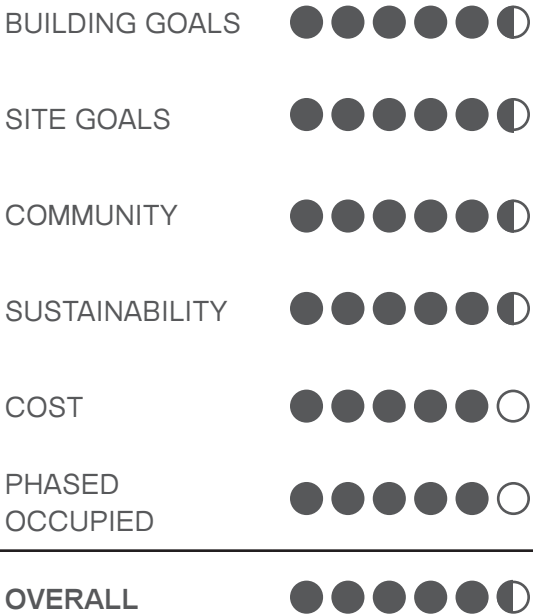 BUILDING GOALS
SITE GOALS
COMMUNITY
SUSTAINABILITY
COST
PHASED
OCCUPIED
OVERALL